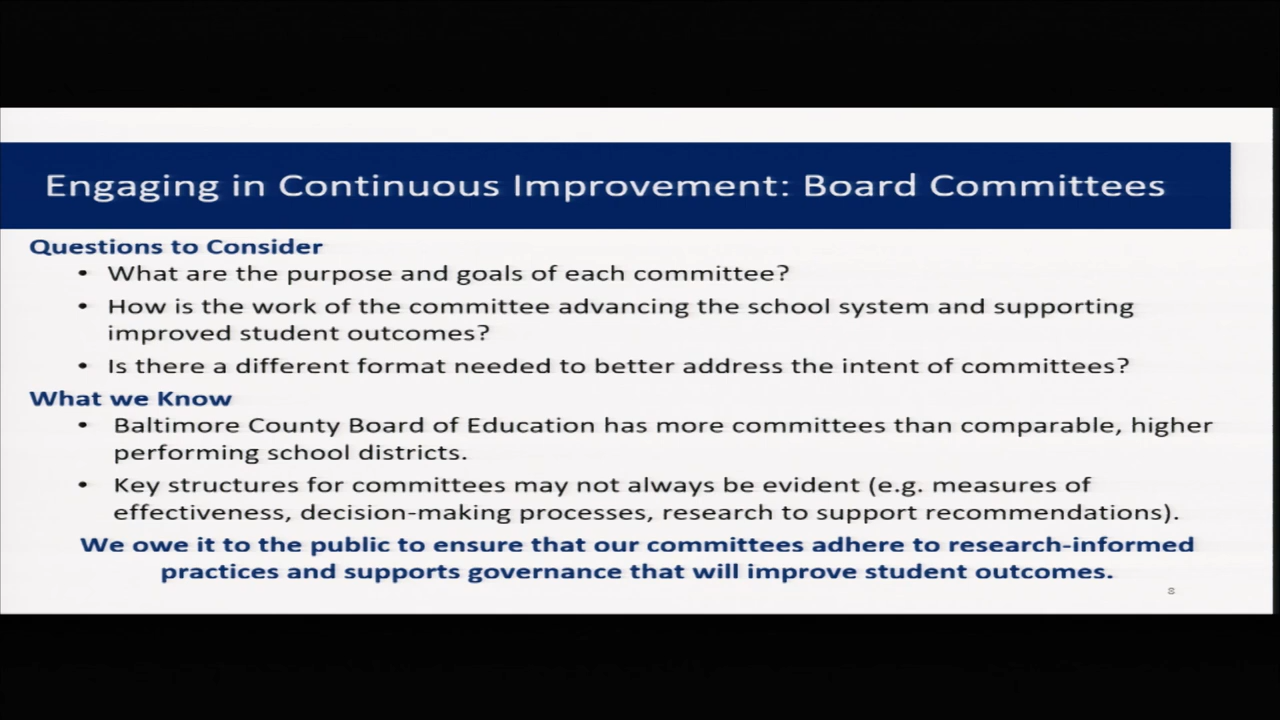 Engaging in Continuous Improvement: Board Committees
Questions to Consider
• What are the purpose and goals of each committee?
• How is the work of the committee advancing the school system and supporting
improved student outcomes?
• Is there a different format needed to better address the intent of committees?
What we Know
• Baltimore County Board of Education has more committees than comparable, higher
performing school districts.
• Key structures for committees may not always be evident (e.g. measures of
effectiveness, decision-making processes, research to support recommendations).
We owe it to the public to ensure that our committees adhere to research-informed
practices and supports governance that will improve student outcomes.
8